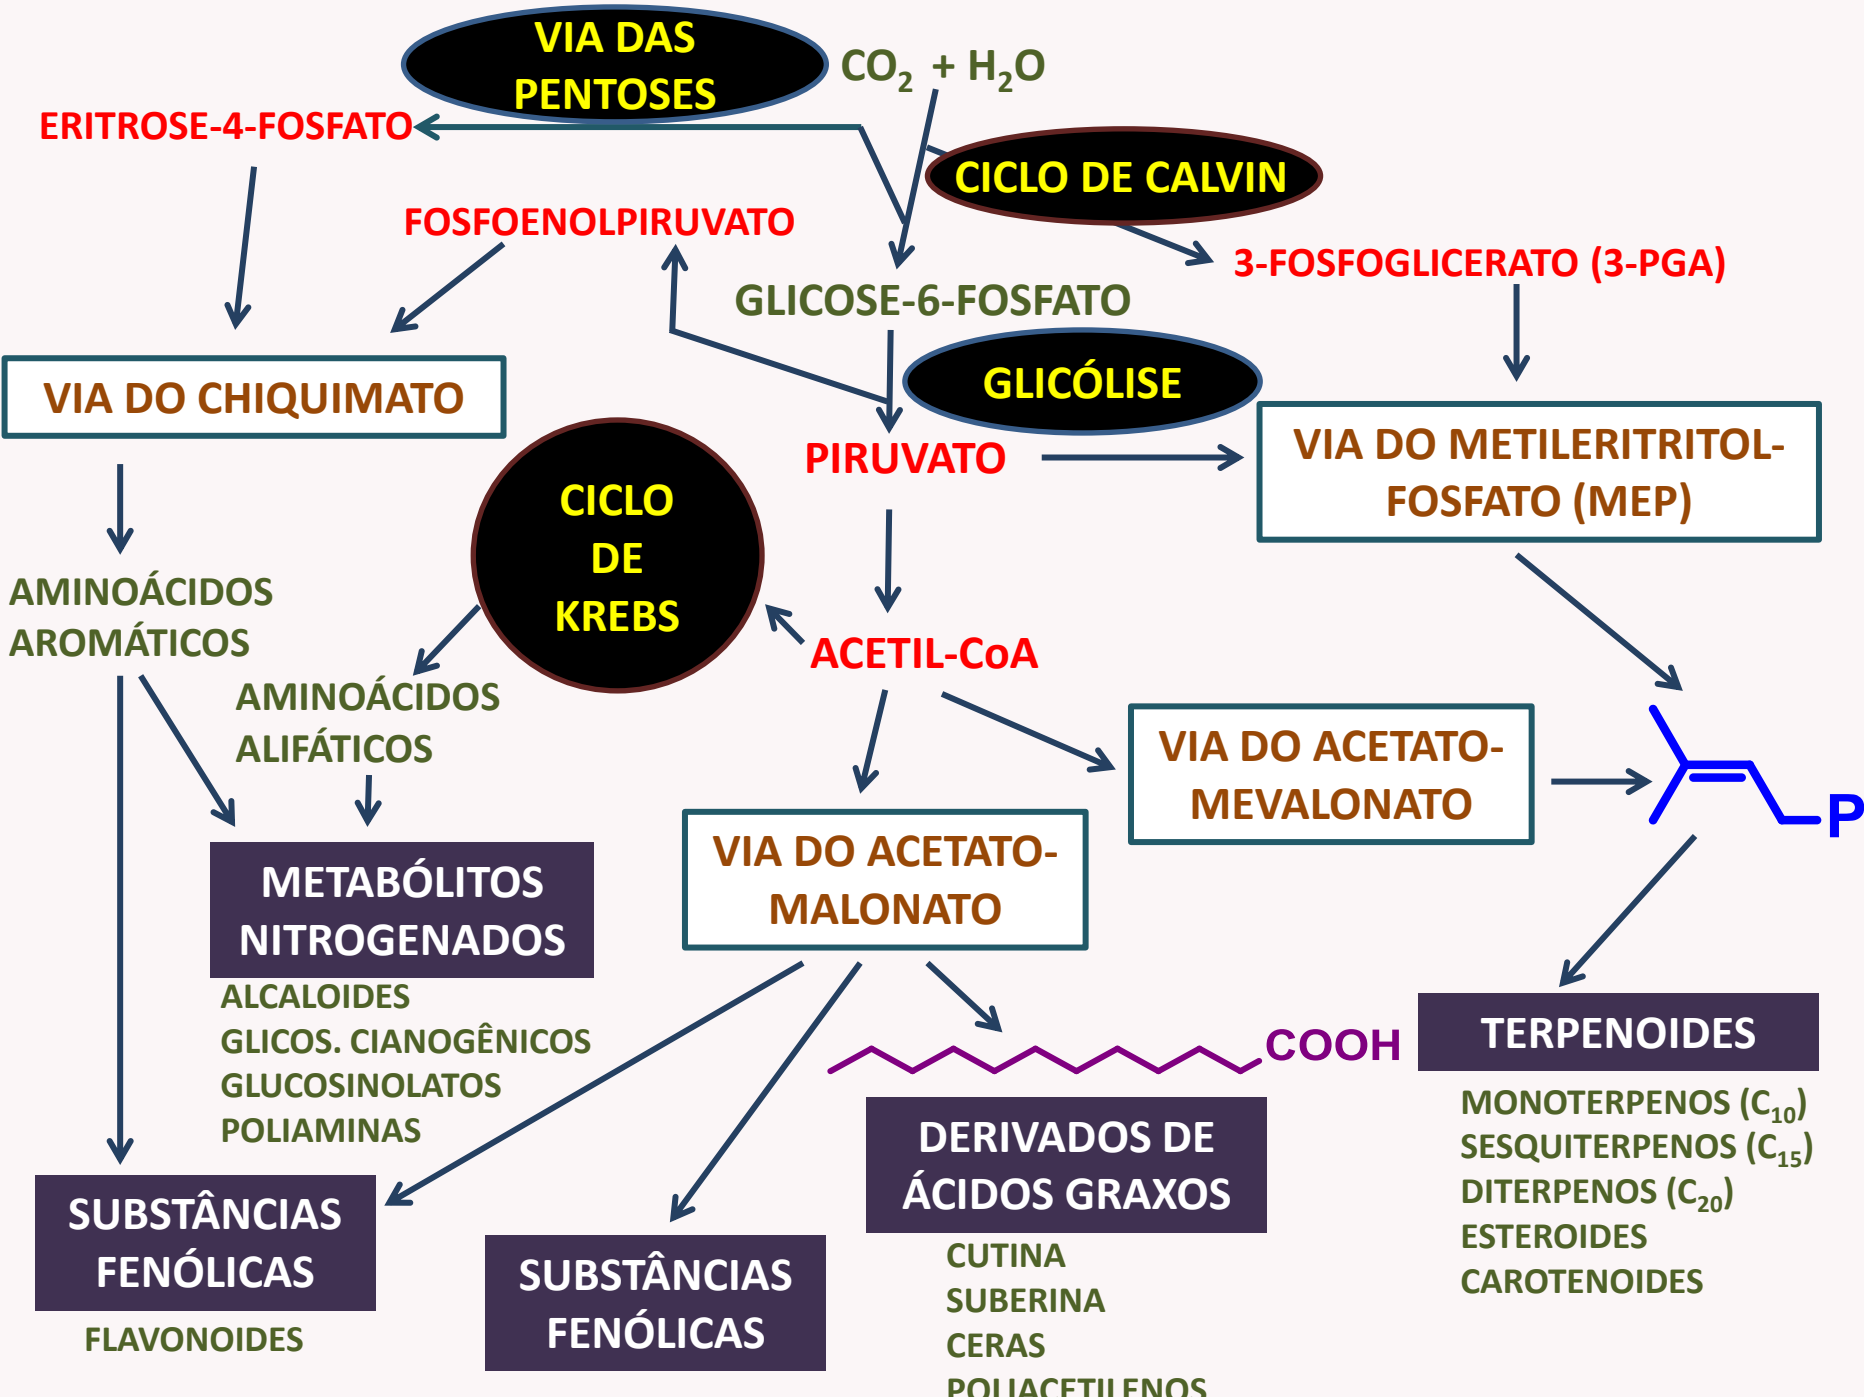 VIA DAS
PENTOSES
CO₂ + H₂O
ERITROSE-4-FOSFATO
CICLO DE CALVIN
FOSFOENOLPIRUVATO
3-FOSFOGLICERATO (3-PGA)
GLICOSE-6-FOSFATO
GLICÓLISE
VIA DO CHIQUIMATO
PIRUVATO
VIA DO METILERITRITOL-
FOSFATO (MEP)
CICLO
DE
KREBS
AMINOÁCIDOS
AROMÁTICOS
ACETIL-CoA
AMINOÁCIDOS
ALIFÁTICOS
VIA DO ACETATO-
MEVALONATO
P
VIA DO ACETATO-
MALONATO
METABÓLITOS
NITROGENADOS
ALCALOIDES
GLICOS. CIANOGÊNICOS
GLUCOSINOLATOS
POLIAMINAS
COOH
TERPENOIDES
MONOTERPENOS (C₁₀)
SESQUITERPENOS (C₁₅)
DITERPENOS (C₂₀)
ESTEROIDES
CAROTENOIDES
DERIVADOS DE
ÁCIDOS GRAXOS
CUTINA
SUBERINA
CERAS
POLIACETILENOS
SUBSTÂNCIAS
FENÓLICAS
FLAVONOIDES
SUBSTÂNCIAS
FENÓLICAS